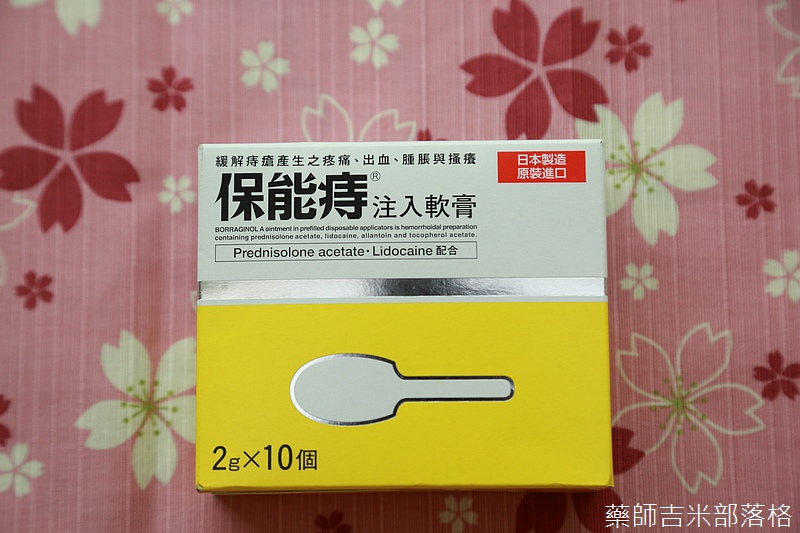 緩解痔瘡產生之疼痛、出血、腫脹與搔癢
日本製造
原裝進口
保能痔® 注入軟膏
BORRAGINOL A ointment in prefilled disposable applicators is hemorrhoidal preparation
containing prednisolone acetate, lidocaine, allantoin and tocopherol acetate.
Prednisolone acetate・Lidocaine 配合
2g×10個
藥師吉米部落格